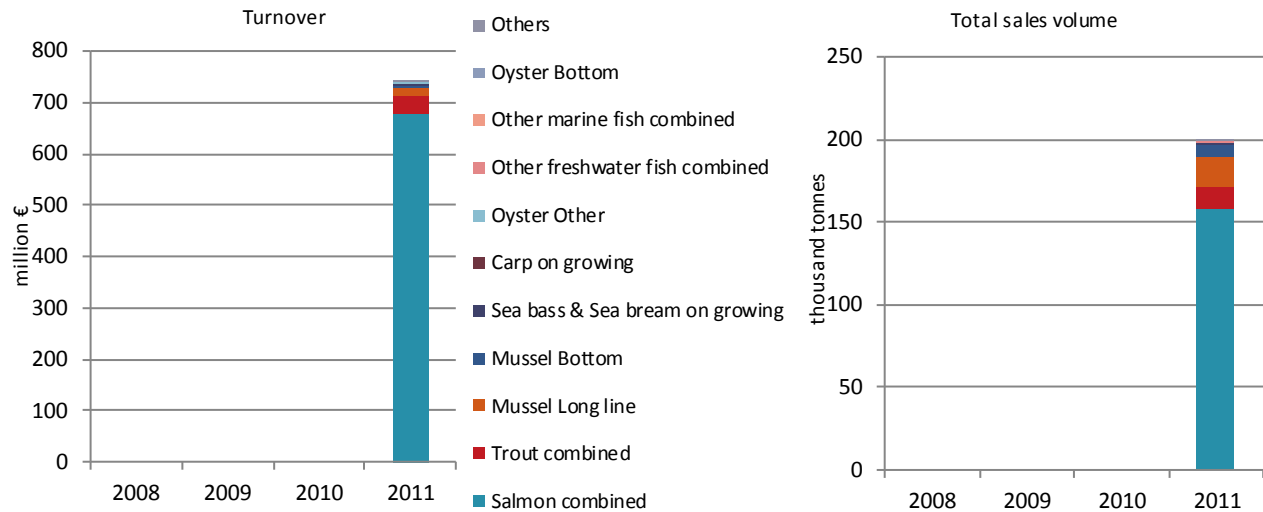 Turnover
million €
800
700
600
500
400
300
200
100
0
2008 2009 2010 2011
Others
Oyster Bottom
Other marine fish combined
Other freshwater fish combined
Oyster Other
Carp on growing
Sea bass & Sea bream on growing
Mussel Bottom
Mussel Long line
Trout combined
Salmon combined
Total sales volume
thousand tonnes
250
200
150
100
50
0
2008 2009 2010 2011